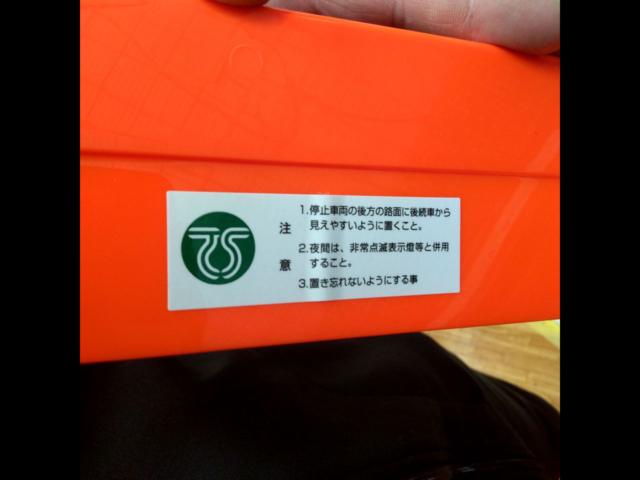 注意
1.停止車両の後方の路面に後続車から
見えやすいように置くこと。
2.夜間は、非常点滅表示燈等と併用
すること。
3.置き忘れないようにする事